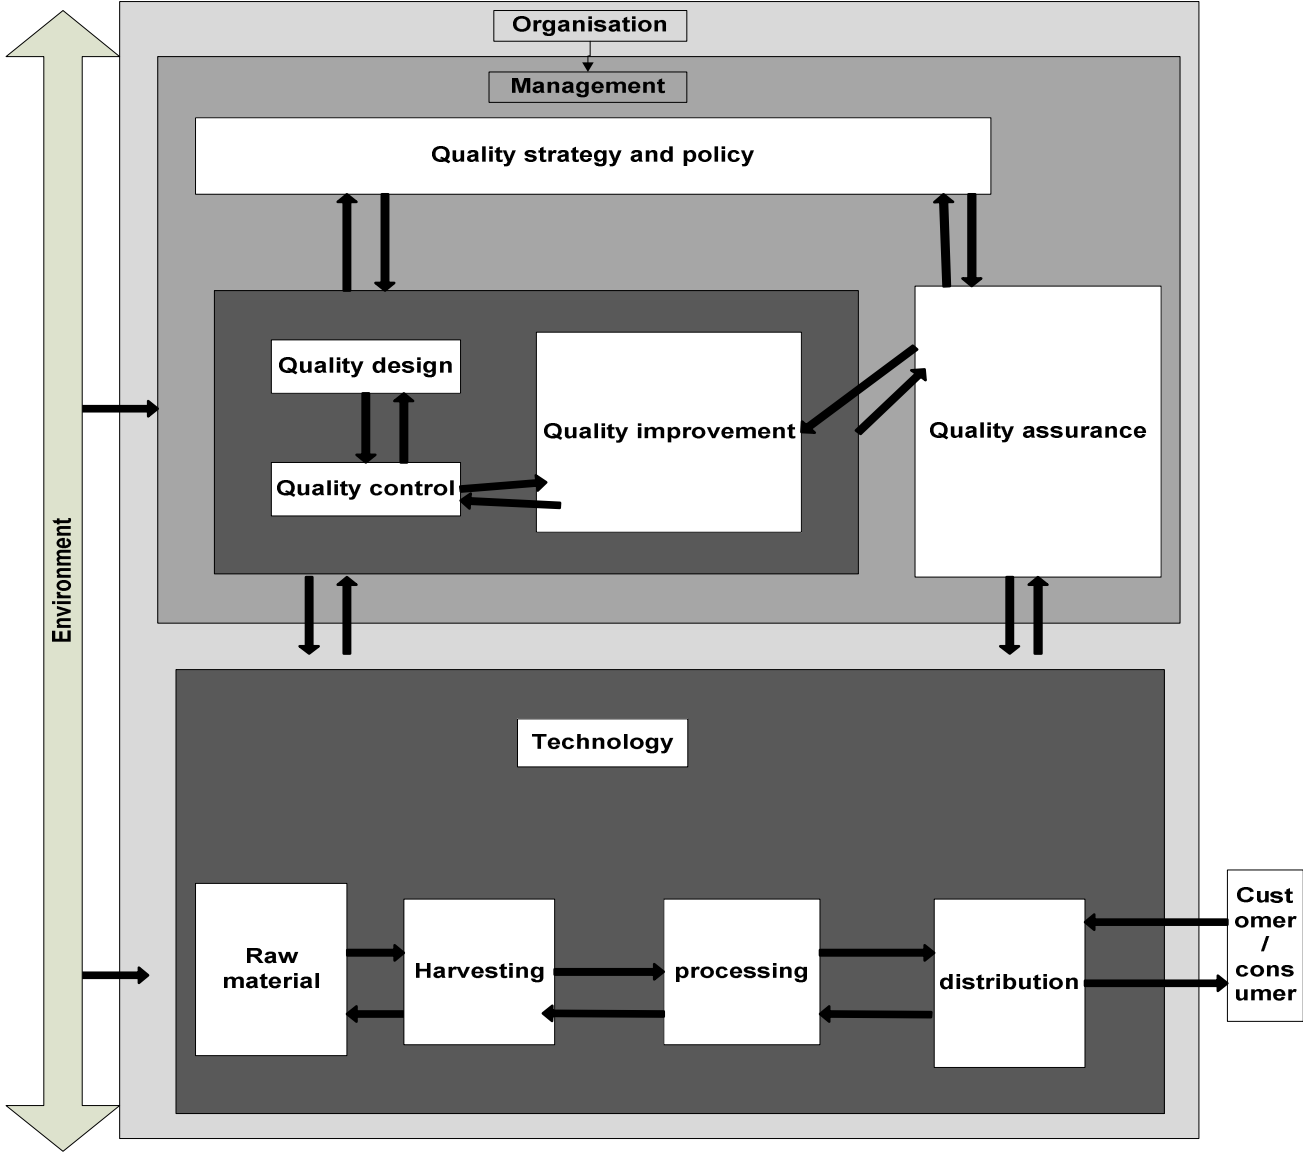 Organisation
Management
Quality strategy and policy
Quality design
Quality improvement
Quality assurance
Quality control
Environment
Technology
Raw
material
Harvesting
processing
distribution
Cust
omer
/
cons
umer